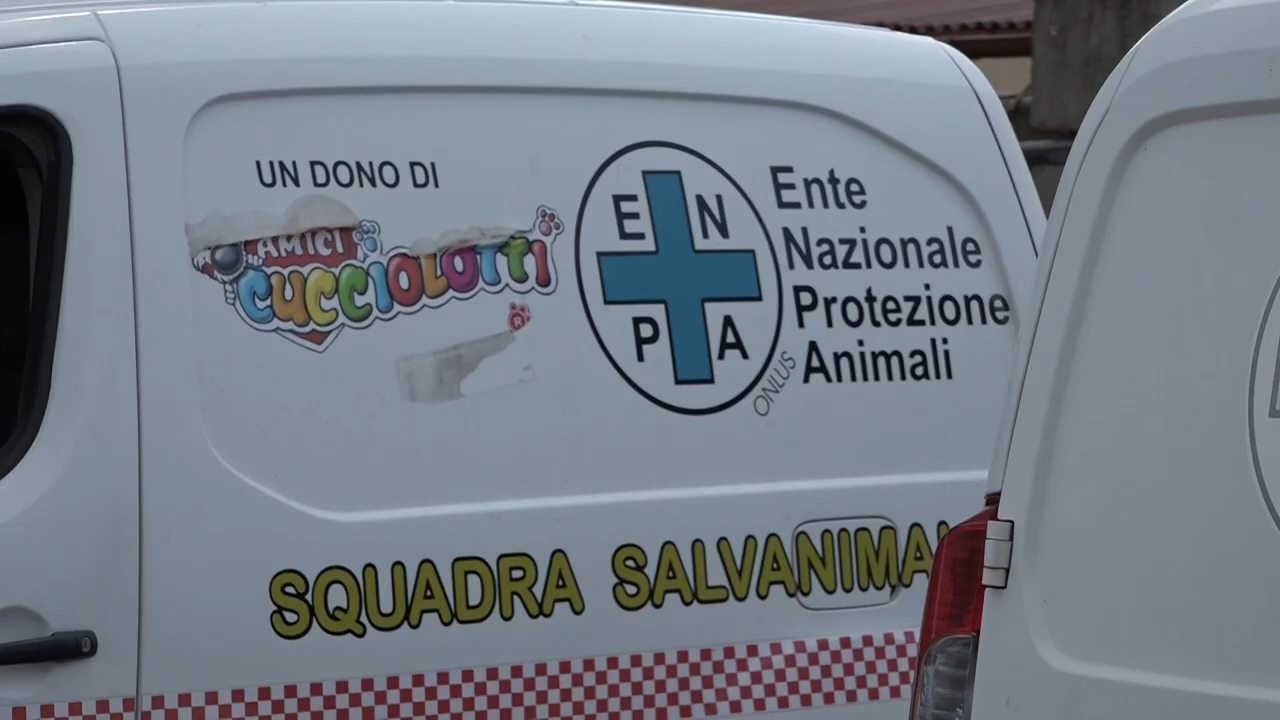 UN DONO DI
AMICI
CUCCIOLOTTI
E N
P A
ONLUS
Ente
Nazionale
Protezione
Animali
SQUADRA SALVANIMA